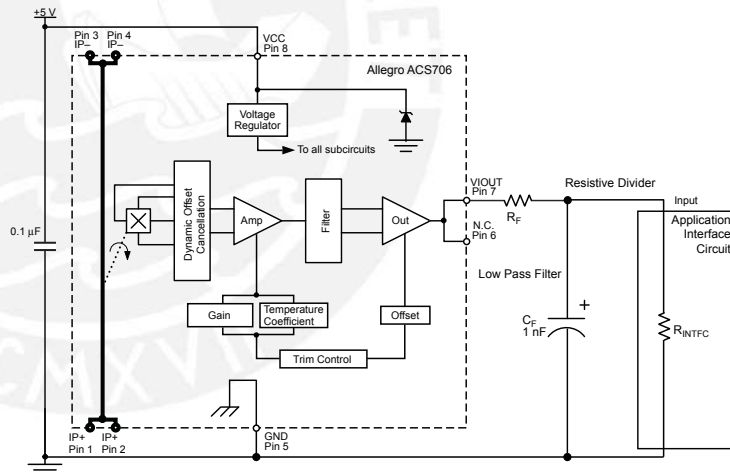 +5 V
Pin 3 Pin 4
IP– IP–
VCC
Pin 8
Allegro ACS706
Voltage
Regulator
To all subcircuits
VIOUT
Pin 7
Resistive Divider
Input
RF
N.C.
Pin 6
Application
Interface
Circuit
0.1 µF
Dynamic Offset
Cancellation
Amp
Filter
Out
Low Pass Filter
+
CF
1 nF
RINTFC
Gain
Temperature
Coefficient
Offset
Trim Control
IP+ IP+
Pin 1 Pin 2
GND
Pin 5
CMXVII